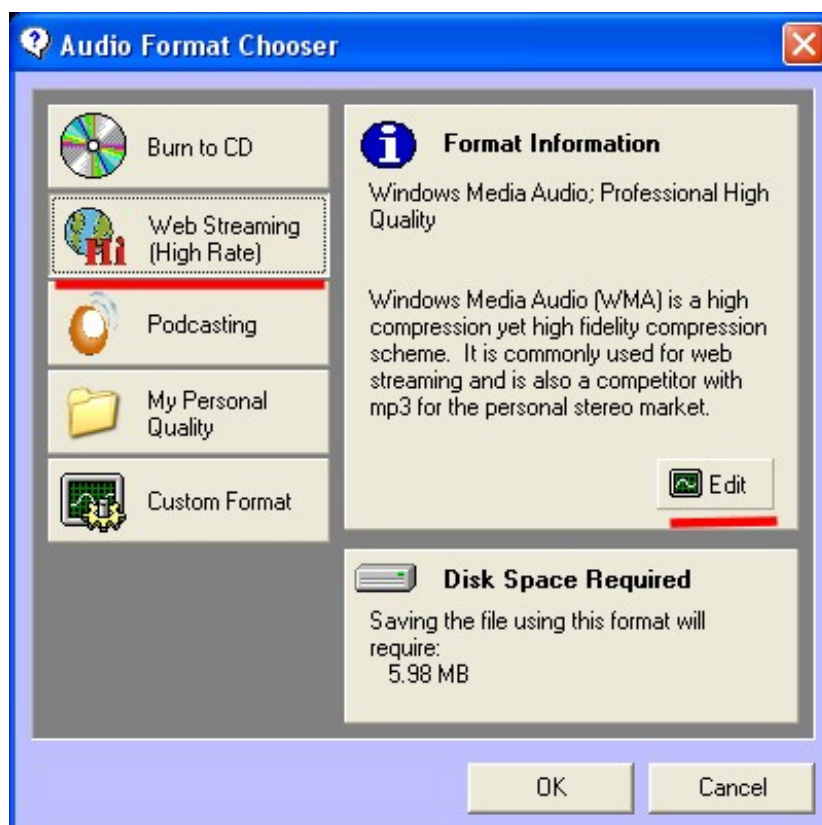 Audio Format Chooser
Burn to CD
Web Streaming
(High Rate)
Hi
Podcasting
My Personal
Quality
Custom Format
Format Information
Windows Media Audio; Professional High
Quality
Windows Media Audio (WMA) is a high
compression yet high fidelity compression
scheme. It is commonly used for web
streaming and is also a competitor with
mp3 for the personal stereo market.
Edit
Disk Space Required
Saving the file using this format will
require:
5.98 MB
OK
Cancel